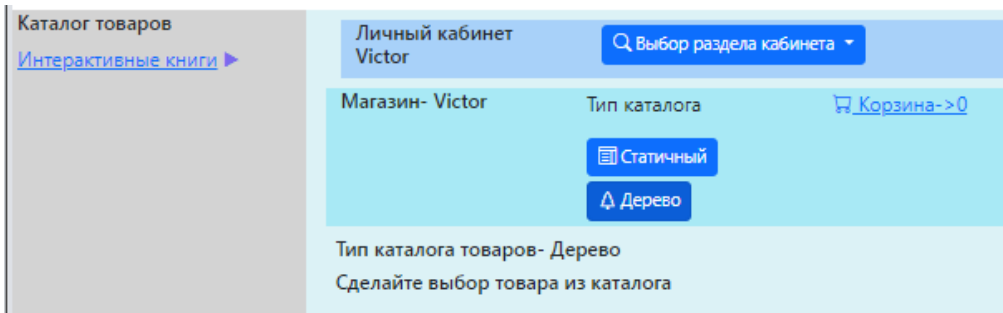 Каталог товаров
Интерактивные книги
Личный кабинет
Victor
Выбор раздела кабинета
Магазин- Victor
Тип каталога
Корзина->0
Статичный
Дерево
Тип каталога товаров- Дерево
Сделайте выбор товара из каталога